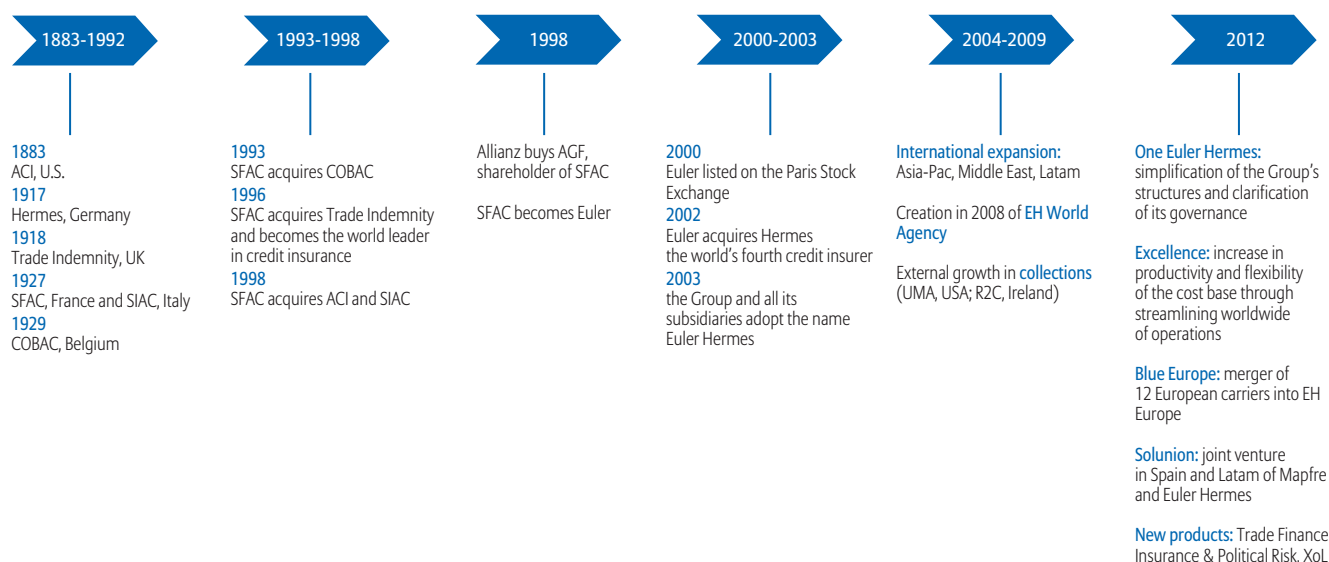 1883-1992
1883
ACI, U.S.
1917
Hermes, Germany
1918
Trade Indemnity, UK
1927
SFAC, France and SIAC, Italy
1929
COBAC, Belgium
1993-1998
1993
SFAC acquires COBAC
1996
SFAC acquires Trade Indemnity
and becomes the world leader
in credit insurance
1998
SFAC acquires ACI and SIAC
1998
Allianz buys AGF,
shareholder of SFAC
SFAC becomes Euler
2000-2003
2000
Euler listed on the Paris Stock
Exchange
2002
Euler acquires Hermes
the world's fourth credit insurer
2003
the Group and all its
subsidiaries adopt the name
Euler Hermes
2004-2009
International expansion:
Asia-Pac, Middle East, Latam
Creation in 2008 of EH World
Agency
External growth in collections
(UMA, USA; R2C, Ireland)
2012
One Euler Hermes:
simplification of the Group's
structures and clarification
of its governance
Excellence: increase in
productivity and flexibility
of the cost base through
streamlining worldwide
of operations
Blue Europe: merger of
12 European carriers into EH
Europe
Solunion: joint venture
in Spain and Latam of Mapfre
and Euler Hermes
New products: Trade Finance
Insurance & Political Risk, XoL